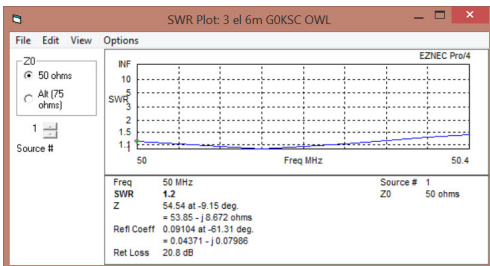 SWR Plot: 3 el 6m G0KSC OWL
File Edit View Options
Z0
50 ohms
Alt (75 ohms)
1
Source #
EZNEC Pro/4
INF
10
5
SWR
3
2
1.5
1.1
1
50 Freq MHz 50.4
Freq 50 MHz Source # 1
SWR 1.2 Z0 50 ohms
Z 54.54 at -9.15 deg.
= 53.85 - j 8.672 ohms
Refl Coeff 0.09104 at -61.31 deg.
= 0.04371 - j 0.07986
Ret Loss 20.8 dB